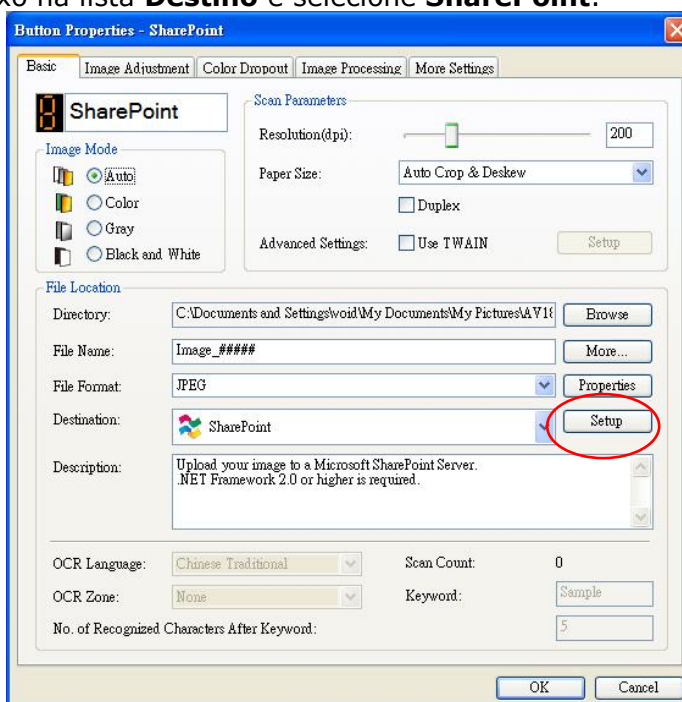 xo na lista Destino e selecione SharePoint.
Button Properties - SharePoint
Basic Image Adjustment Color Dropout Image Processing More Settings
SharePoint
Image Mode
Auto
Color
Gray
Black and White
Scan Parameters
Resolution(dpi): 200
Paper Size: Auto Crop & Deskew
Duplex
Advanced Settings: Use TWAIN Setup
File Location
Directory: C:\Documents and Settings\void\My Documents\My Pictures\AV18 Browse
File Name: Image_##### More...
File Format: JPEG Properties
Destination: SharePoint Setup
Description: Upload your image to a Microsoft SharePoint Server.
.NET Framework 2.0 or higher is required.
OCR Language: Chinese Traditional Scan Count: 0
OCR Zone: None Keyword: Sample
No. of Recognized Characters After Keyword: 5
OK Cancel